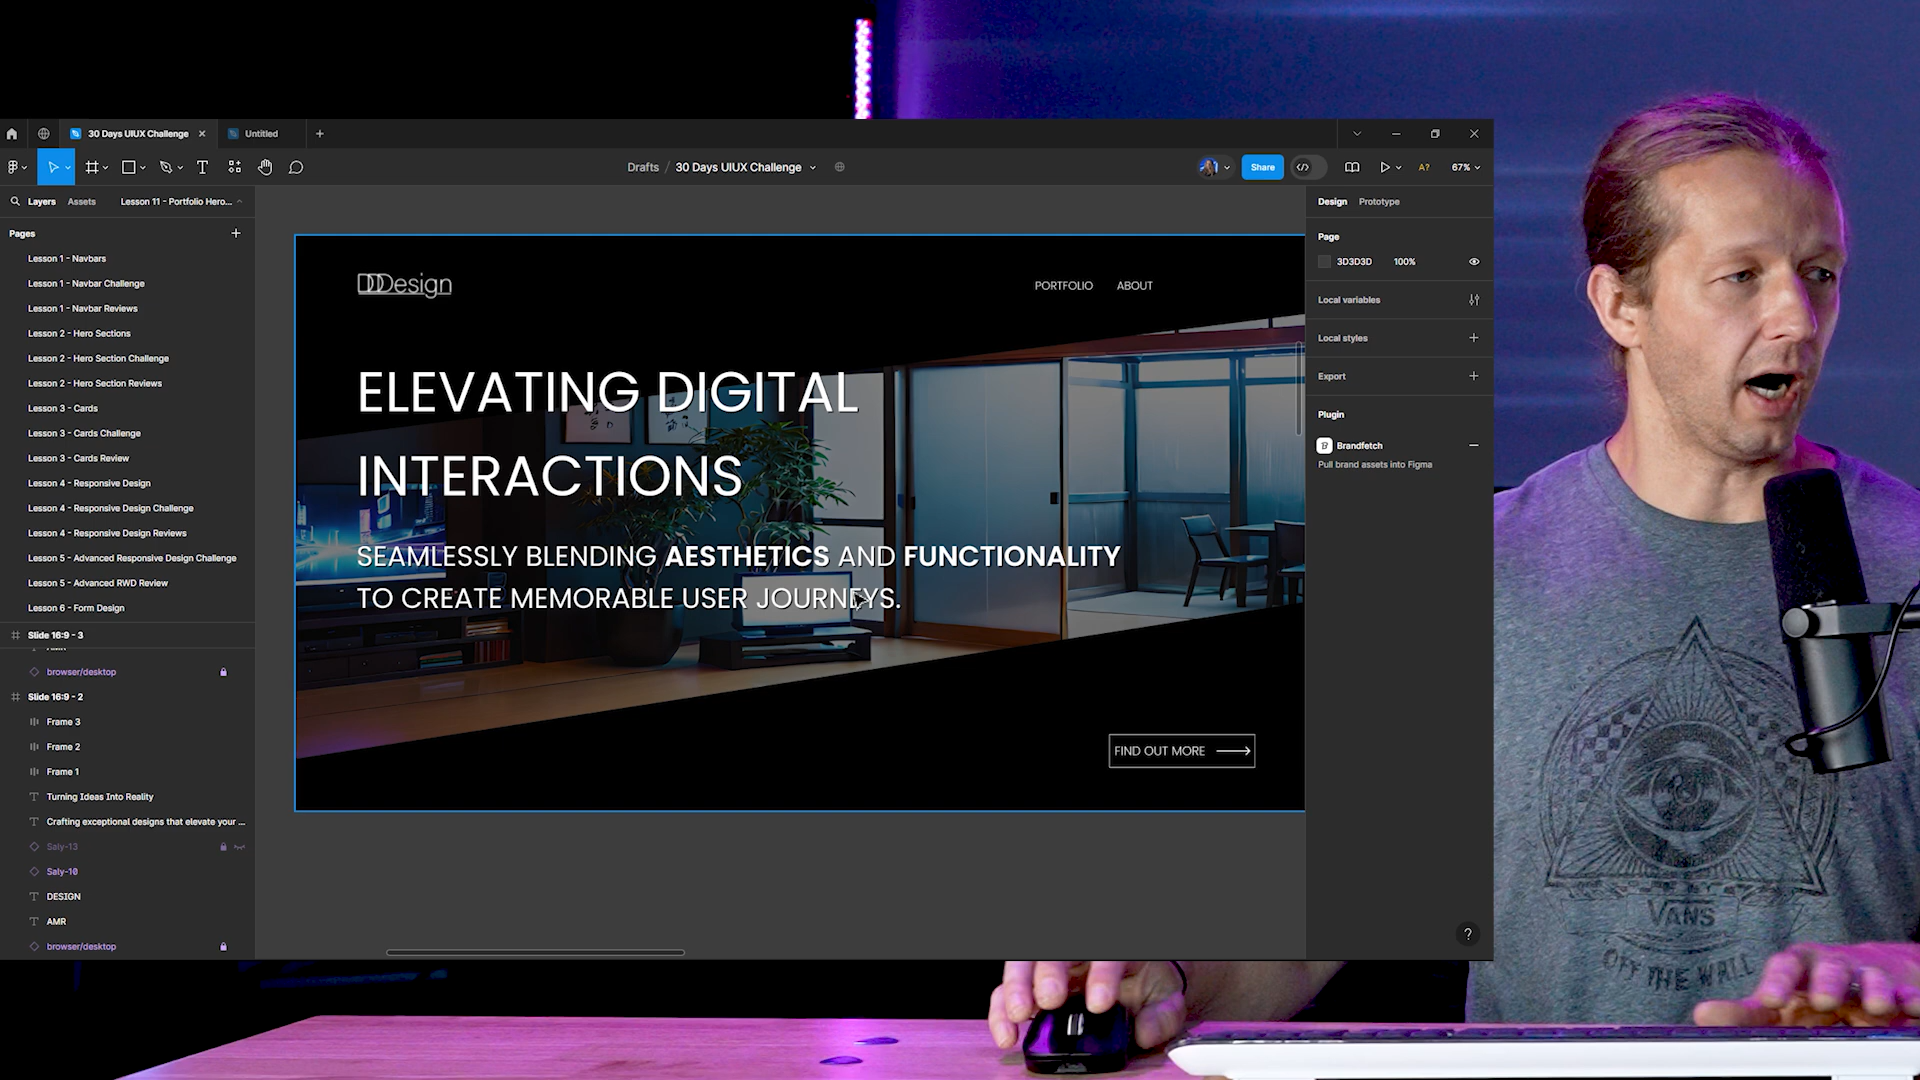 30 Days UIUX Challenge
Untitled
Drafts / 30 Days UIUX Challenge
Share
A?
67%
Layers
Assets
Lesson 11 - Portfolio Hero...
Pages
Lesson 1 - Navbars
Lesson 1 - Navbar Challenge
Lesson 1 - Navbar Reviews
Lesson 2 - Hero Sections
Lesson 2 - Hero Section Challenge
Lesson 2 - Hero Section Reviews
Lesson 3 - Cards
Lesson 3 - Cards Challenge
Lesson 3 - Cards Review
Lesson 4 - Responsive Design
Lesson 4 - Responsive Design Challenge
Lesson 4 - Responsive Design Reviews
Lesson 5 - Advanced Responsive Design Challenge
Lesson 5 - Advanced RWD Review
Lesson 6 - Form Design
Slide 16:9 - 3
browser/desktop
Slide 16:9 - 2
Frame 3
Frame 2
Frame 1
Turning Ideas Into Reality
Crafting exceptional designs that elevate your ...
Saly-13
Saly-10
DESIGN
AMR
browser/desktop
DDDesign
PORTFOLIO
ABOUT
ELEVATING DIGITAL
INTERACTIONS
SEAMLESSLY BLENDING AESTHETICS AND FUNCTIONALITY
TO CREATE MEMORABLE USER JOURNEYS.
FIND OUT MORE
Design
Prototype
Page
3D3D3D
100%
Local variables
Local styles
Export
Plugin
Brandfetch
Pull brand assets into Figma
?
VANS
OFF THE WALL